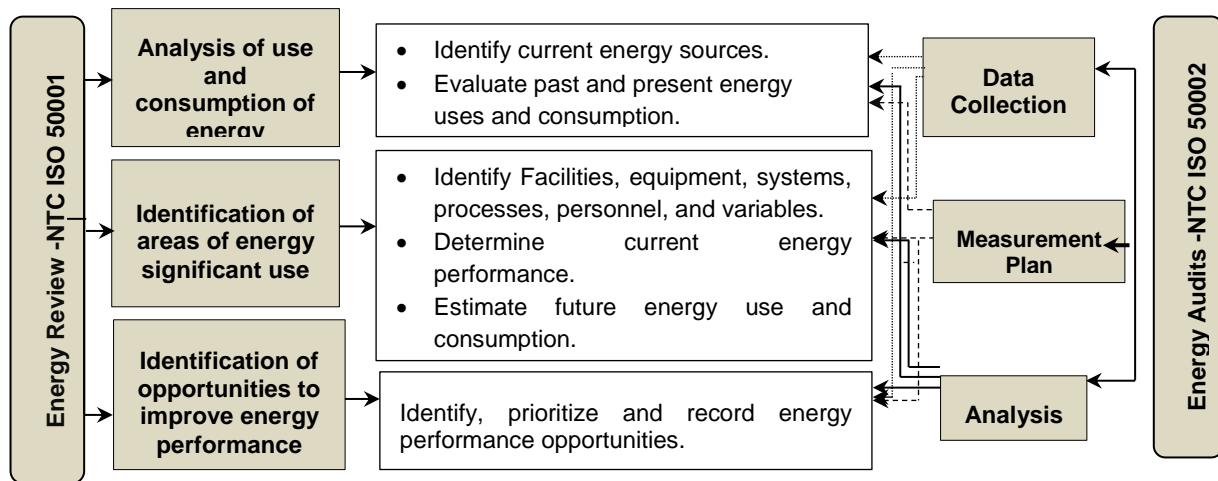 Energy Review -NTC ISO 50001
Analysis of use
and
consumption of
energy
• Identify current energy sources.
• Evaluate past and present energy
uses and consumption.
Data
Collection
Identification of
areas of energy
significant use
• Identify Facilities, equipment, systems,
processes, personnel, and variables.
• Determine current energy
performance.
• Estimate future energy use and
consumption.
Measurement
Plan
Identification of
opportunities to
improve energy
performance
Identify, prioritize and record energy
performance opportunities.
Analysis
Energy Audits -NTC ISO 50002